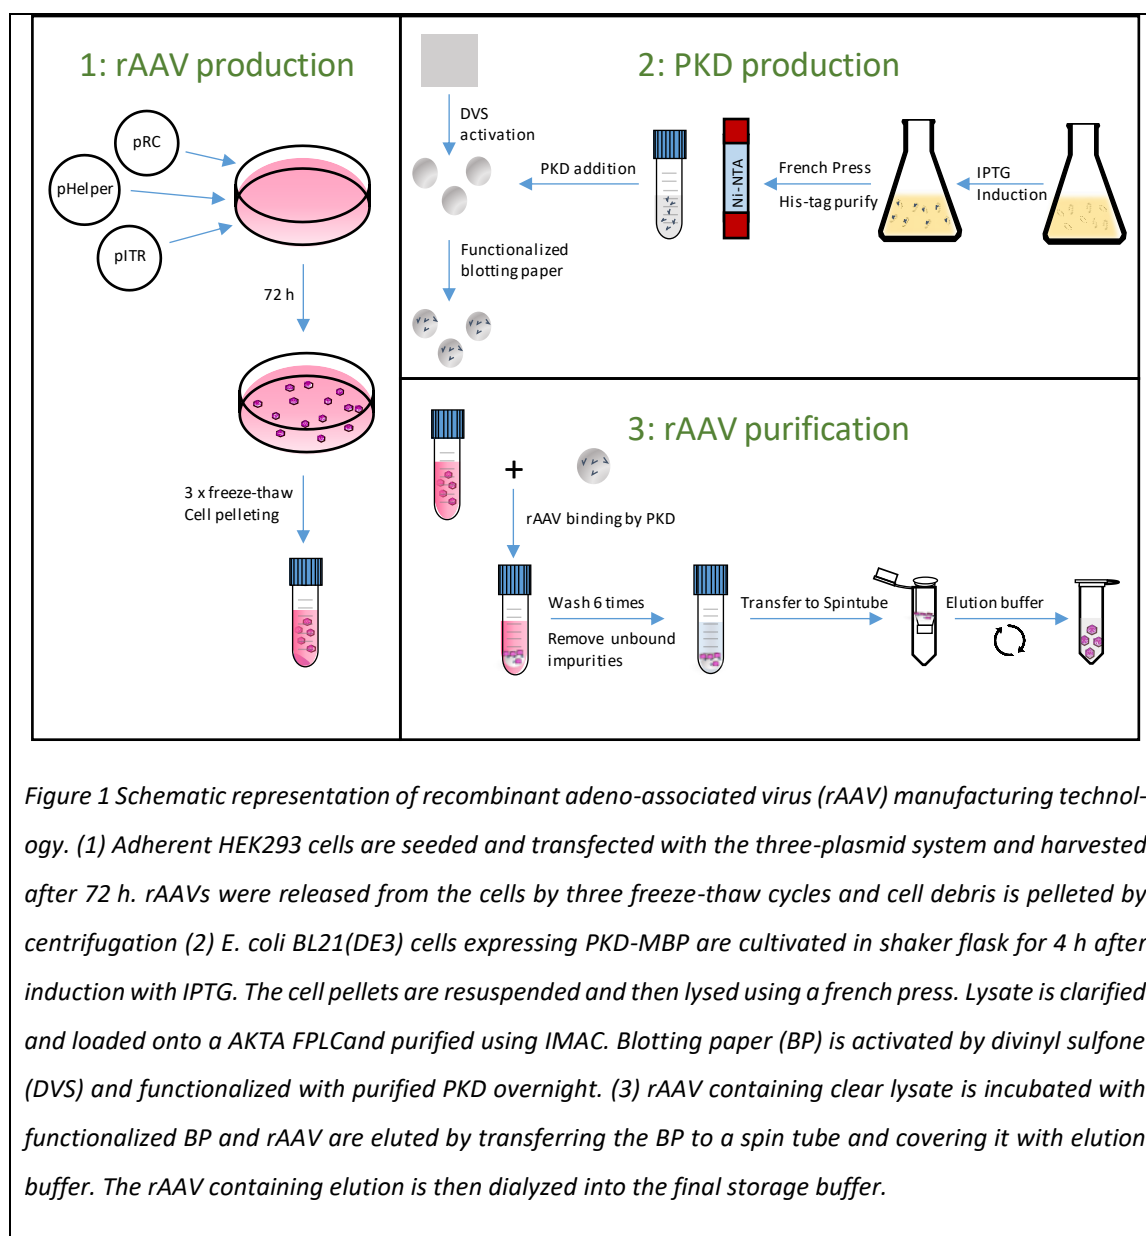 1: rAAV production
pRC
pHelper
pITR
72 h
3 x freeze-thaw
Cell pelleting
2: PKD production
DVS
activation
PKD addition
Ni-NTA
French Press
His-tag purify
IPTG
Induction
Functionalized
blotting paper
3: rAAV purification
+
rAAV binding by PKD
Wash 6 times
Remove unbound
impurities
Transfer to Spintube
Elution buffer
Figure 1 Schematic representation of recombinant adeno-associated virus (rAAV) manufacturing technol-
ogy. (1) Adherent HEK293 cells are seeded and transfected with the three-plasmid system and harvested
after 72 h. rAAVs were released from the cells by three freeze-thaw cycles and cell debris is pelleted by
centrifugation (2) E. coli BL21(DE3) cells expressing PKD-MBP are cultivated in shaker flask for 4 h after
induction with IPTG. The cell pellets are resuspended and then lysed using a french press. Lysate is clarified
and loaded onto a AKTA FPLCand purified using IMAC. Blotting paper (BP) is activated by divinyl sulfone
(DVS) and functionalized with purified PKD overnight. (3) rAAV containing clear lysate is incubated with
functionalized BP and rAAV are eluted by transferring the BP to a spin tube and covering it with elution
buffer. The rAAV containing elution is then dialyzed into the final storage buffer.